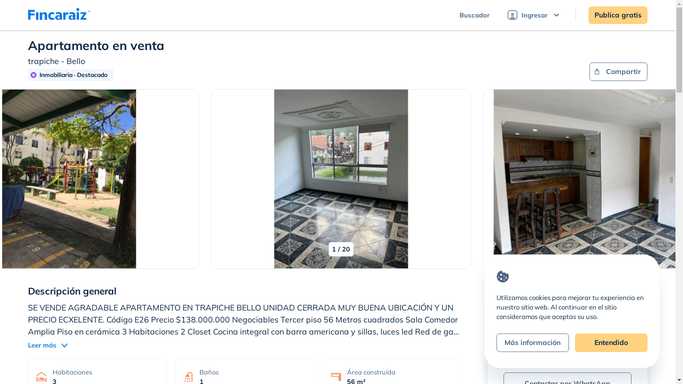 Fincaraiz
Buscador
Ingresar
Publica gratis
Apartamento en venta
trapiche - Bello
Inmobiliaria · Destacado
Compartir
1 / 20
Descripción general
SE VENDE AGRADABLE APARTAMENTO EN TRAPICHE BELLO UNIDAD CERRADA MUY BUENA UBICACIÓN Y UN
PRECIO ECXELENTE. Código E26 Precio $138.000.000 Negociables Tercer piso 56 Metros cuadrados Sala Comedor
Amplia Piso en cerámica 3 Habitaciones 2 Closet Cocina integral con barra americana y sillas, luces led Red de ga...
Leer más
Habitaciones
3
Baños
1
Área construida
56 m²
Utilizamos cookies para mejorar tu experiencia en
nuestro sitio web. Al continuar en el sitio
consideramos que aceptas su uso.
Más información
Entendido
Contactar por WhatsApp